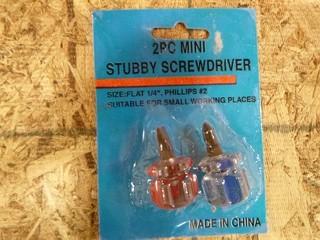 2PC MINI
STUBBY SCREWDRIVER
SIZE:FLAT 1/4", PHILLIPS #2
SUITABLE FOR SMALL WORKING PLACES
MADE IN CHINA